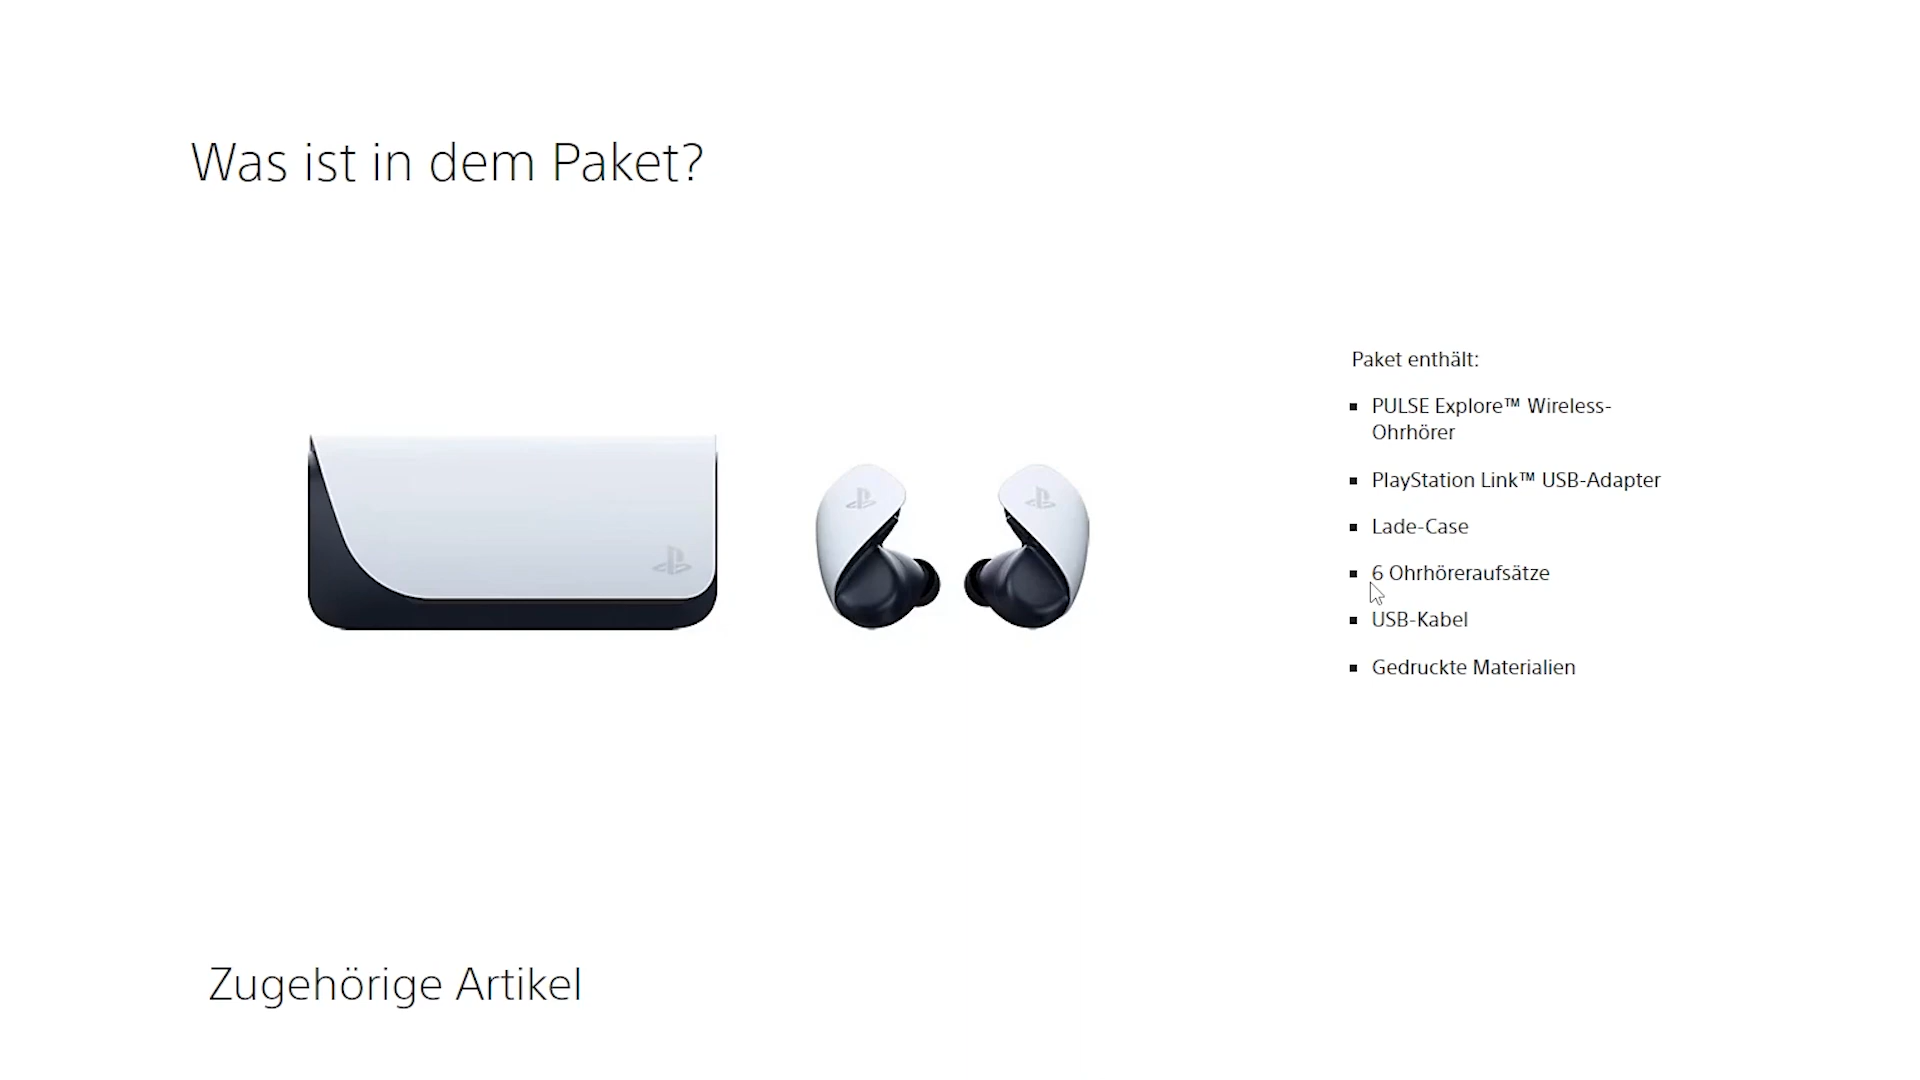 Was ist in dem Paket?
Paket enthält:
PULSE Explore™ Wireless-
Ohrhörer
PlayStation Link™ USB-Adapter
Lade-Case
6 Ohrhöreraufsätze
USB-Kabel
Gedruckte Materialien
Zugehörige Artikel